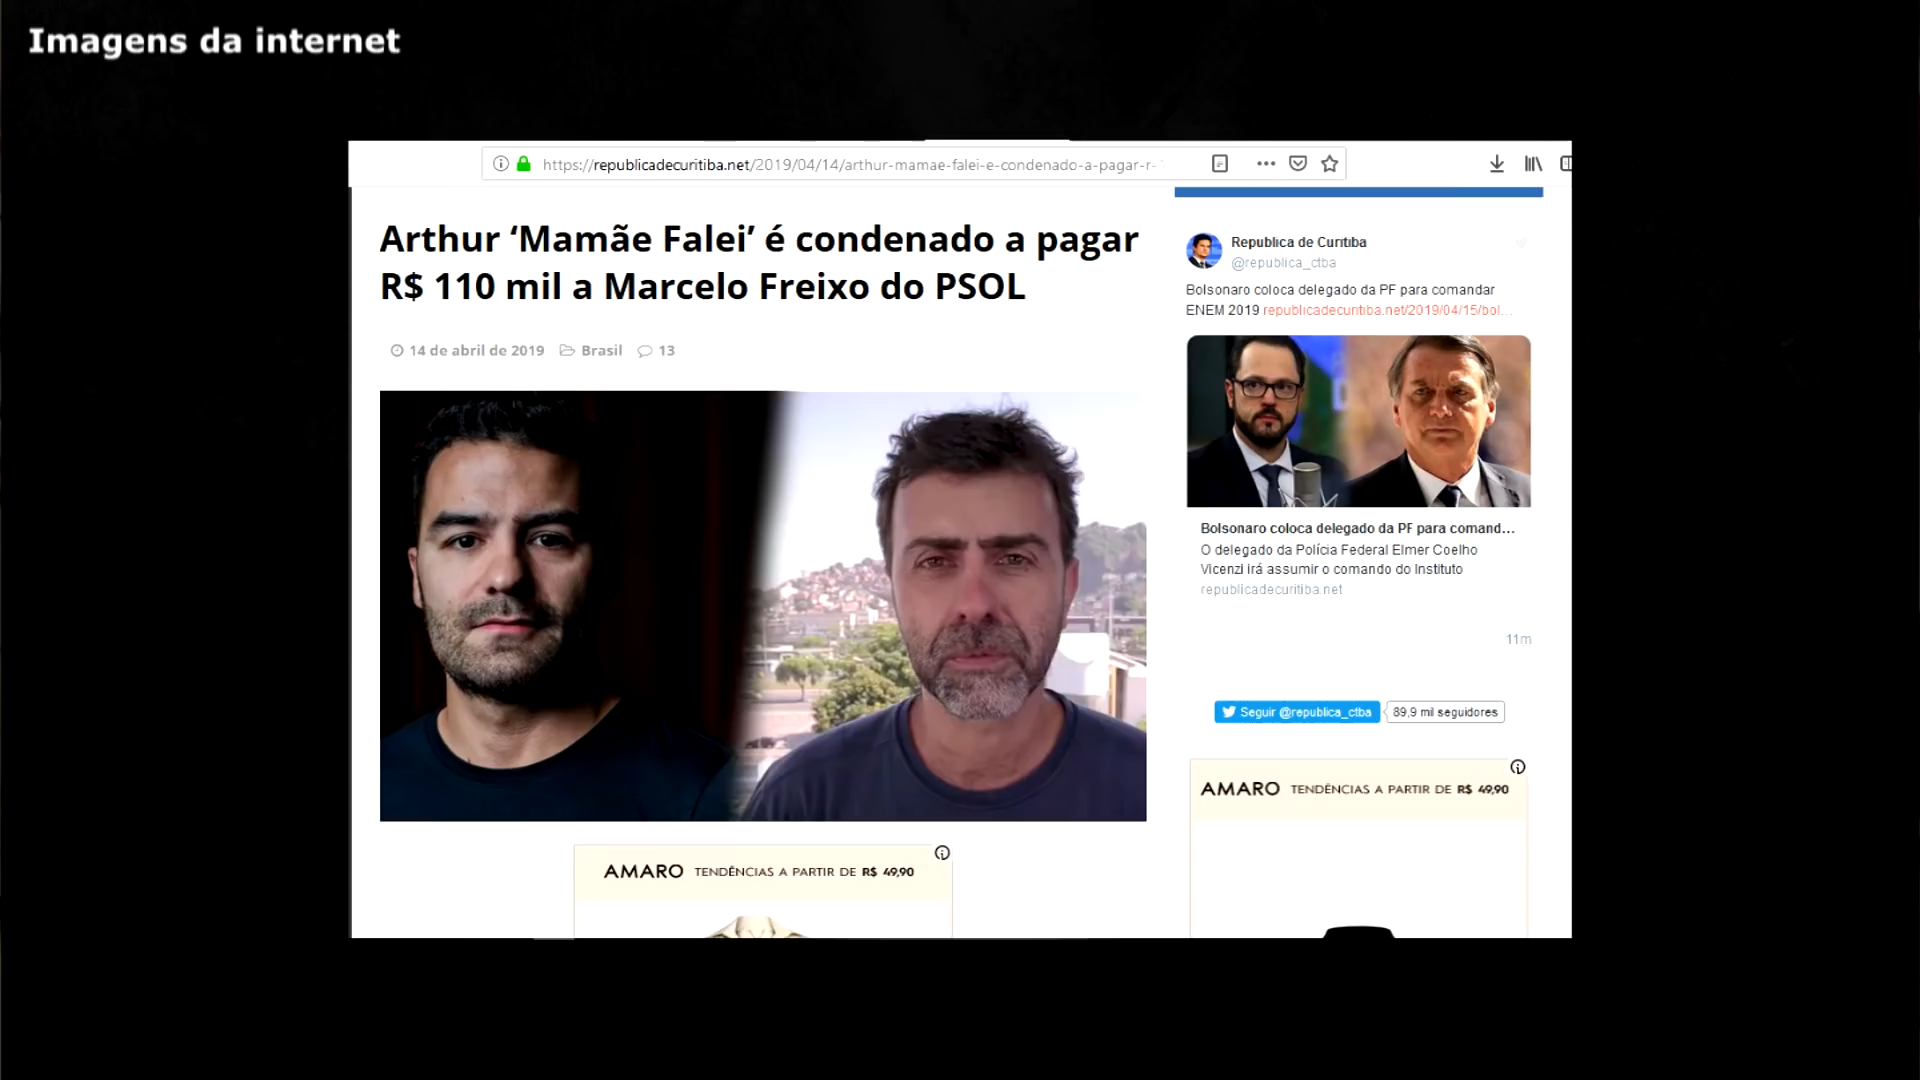 Imagens da internet
https://republicadecuritiba.net/2019/04/14/arthur-mamae-falei-e-condenado-a-pagar-r-
Arthur ‘Mamãe Falei’ é condenado a pagar
R$ 110 mil a Marcelo Freixo do PSOL
14 de abril de 2019 Brasil 13
AMARO TENDÊNCIAS A PARTIR DE R$ 49,90
Republica de Curitiba
@republica_ctba
Bolsonaro coloca delegado da PF para comandar
ENEM 2019 republicadecuritiba.net/2019/04/15/bol...
Bolsonaro coloca delegado da PF para comand...
O delegado da Polícia Federal Elmer Coelho
Vicenzi irá assumir o comando do Instituto
republicadecuritiba.net
11m
Seguir @republica_ctba 89,9 mil seguidores
AMARO TENDÊNCIAS A PARTIR DE R$ 49,90